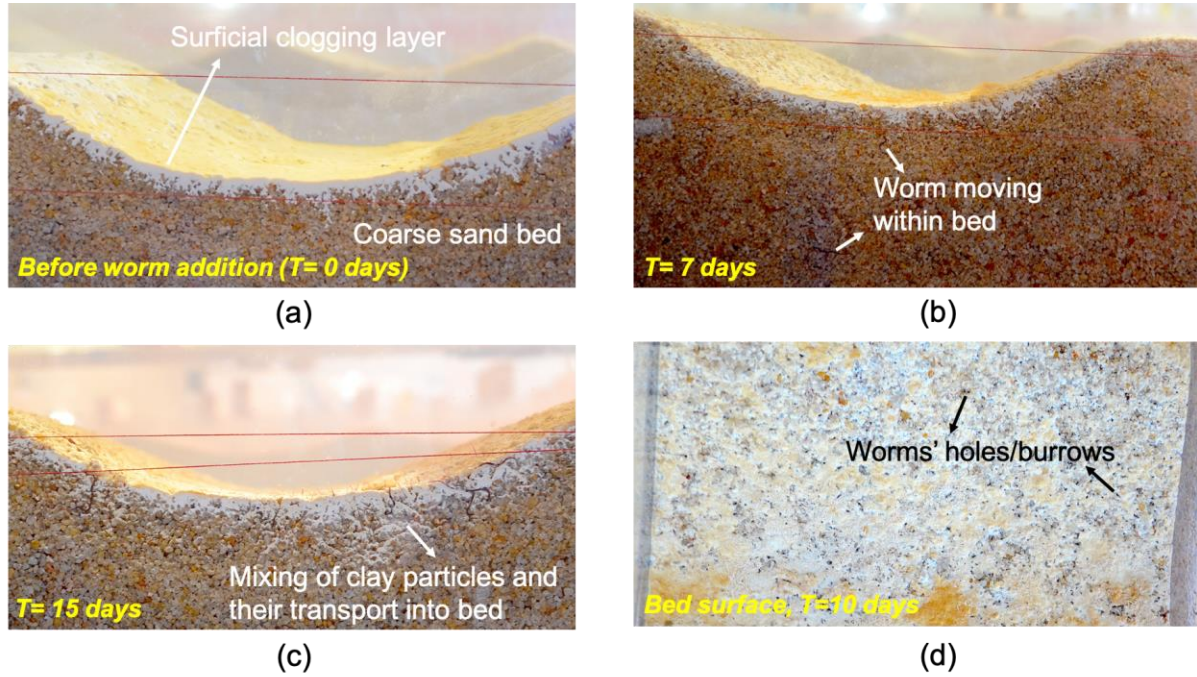 Surficial clogging layer
Coarse sand bed
Before worm addition (T= 0 days)
(a)
Worm moving
within bed
T= 7 days
(b)
Mixing of clay particles and
their transport into bed
T= 15 days
(c)
Worms' holes/burrows
Bed surface, T=10 days
(d)